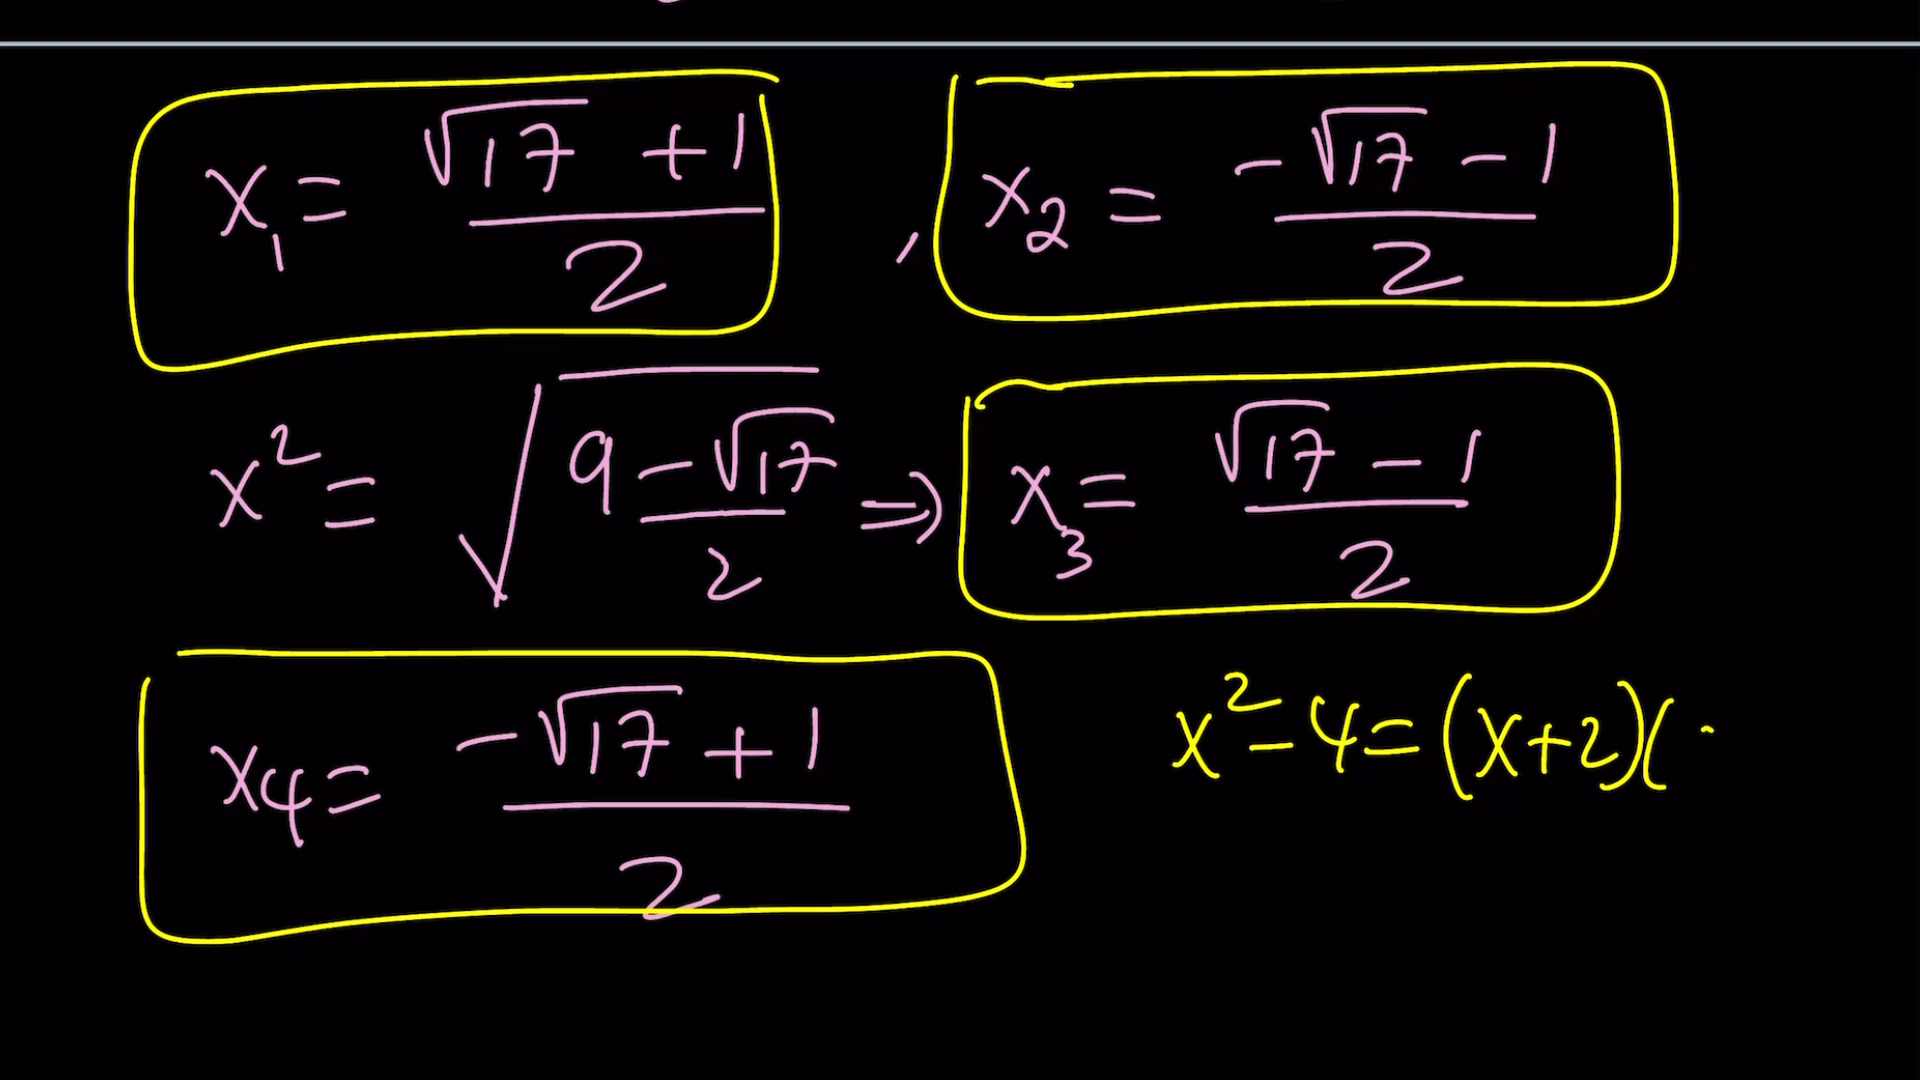 x₁ = (√17 + 1)/2 , x₂ = (-√17 - 1)/2
x² = √((9 - √17)/2) ⇒ x₃ = (√17 - 1)/2
x₄ = (-√17 + 1)/2
x² - 4 = (x+2)(